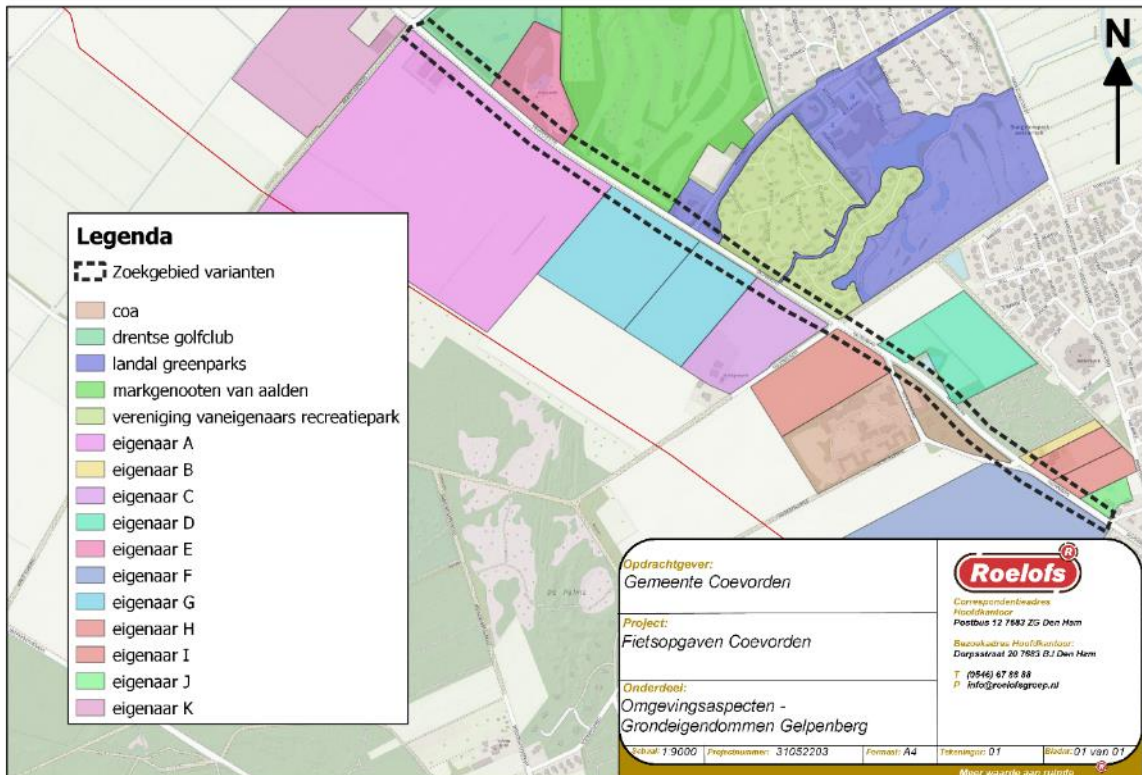 N
Legenda
Zoekgebied varianten
coa
drentse golfclub
landal greenparks
markgenooten van aalden
vereniging vaneigenaars recreatiepark
eigenaar A
eigenaar B
eigenaar C
eigenaar D
eigenaar E
eigenaar F
eigenaar G
eigenaar H
eigenaar I
eigenaar J
eigenaar K
Opdrachtgever:
Gemeente Coevorden
Project:
Fietsopgaven Coevorden
Onderdeel:
Omgevingsaspecten -
Grondeigendommen Gelpenberg
Roelofs
R
Correspondentieadres
Hoofdkantoor
Postbus 12 7683 ZG Den Ham
Bezoekadres Hoofdkantoor:
Dorpsstraat 20 7683 BJ Den Ham
T (0546) 67 88 88
P info@roelofsgroep.nl
Schaal: 1:9000 Projectnummer: 31052203 Formaat: A4 Tekeningnr: 01 Bladnr: 01 van 01
Meer waarde aan ruimte